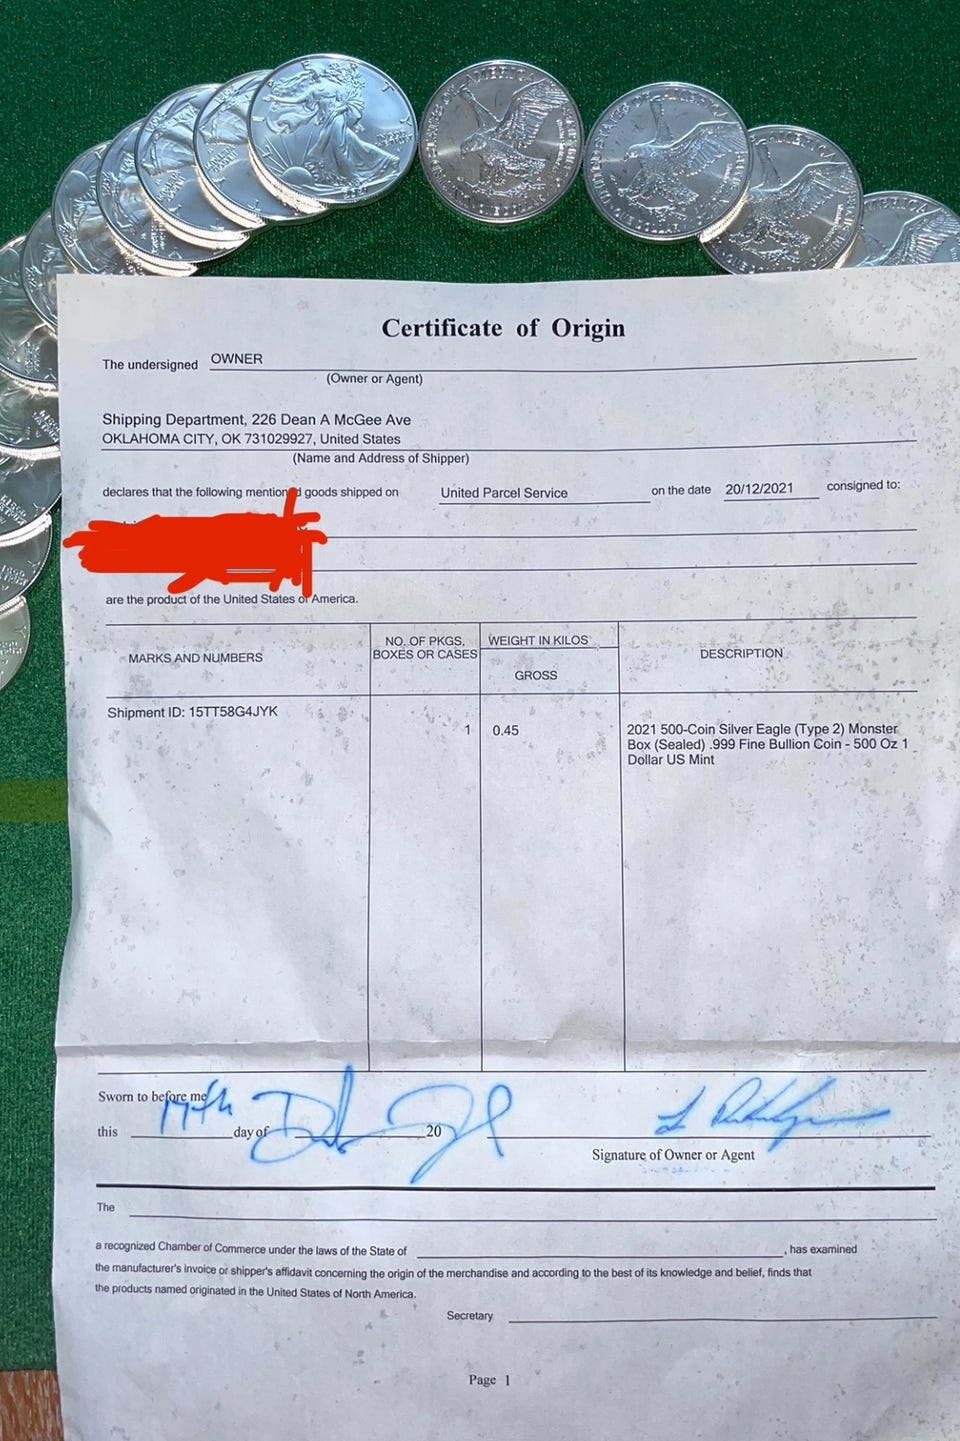 Certificate of Origin
The undersigned OWNER
(Owner or Agent)
Shipping Department, 226 Dean A McGee Ave
OKLAHOMA CITY, OK 731029927, United States
(Name and Address of Shipper)
declares that the following mentioned goods shipped on United Parcel Service on the date 20/12/2021 consigned to:
are the product of the United States of America.
MARKS AND NUMBERS NO. OF PKGS, BOXES OR CASES WEIGHT IN KILOS GROSS DESCRIPTION
Shipment ID: 15TT58G4JYK
1 0.45 2021 500-Coin Silver Eagle (Type 2) Monster
Box (Sealed) .999 Fine Bullion Coin - 500 Oz 1
Dollar US Mint
Sworn to before me
this 17th day of 20
Signature of Owner or Agent
The
a recognized Chamber of Commerce under the laws of the State of , has examined
the manufacturer's invoice or shipper's affidavit concerning the origin of the merchandise and according to the best of its knowledge and belief, finds that
the products named originated in the United States of North America.
Secretary
Page 1